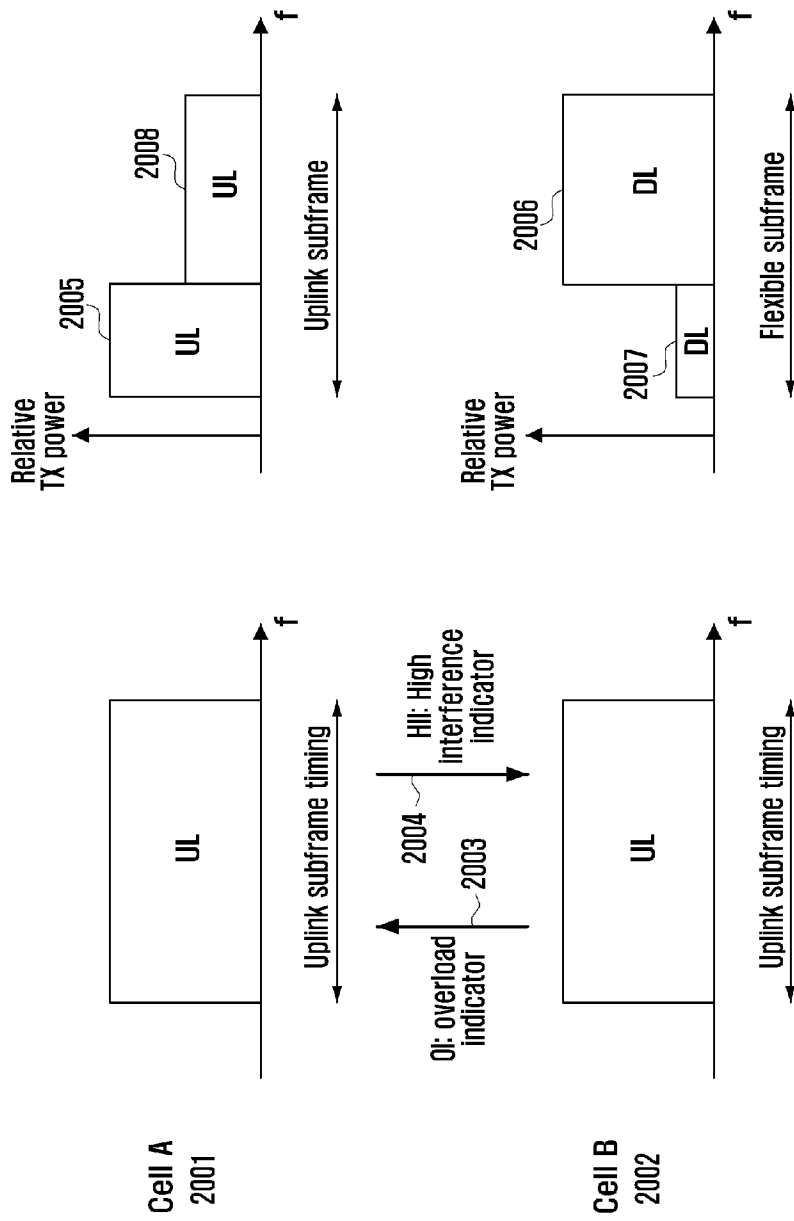 Cell A
2001
UL
f
Uplink subframe timing
Relative
TX power
2005
UL
2008
UL
f
Uplink subframe
OI: overload
indicator
2003
2004
HII: High
interference
indicator
Cell B
2002
UL
f
Uplink subframe timing
Relative
TX power
2007
DL
2006
DL
f
Flexible subframe